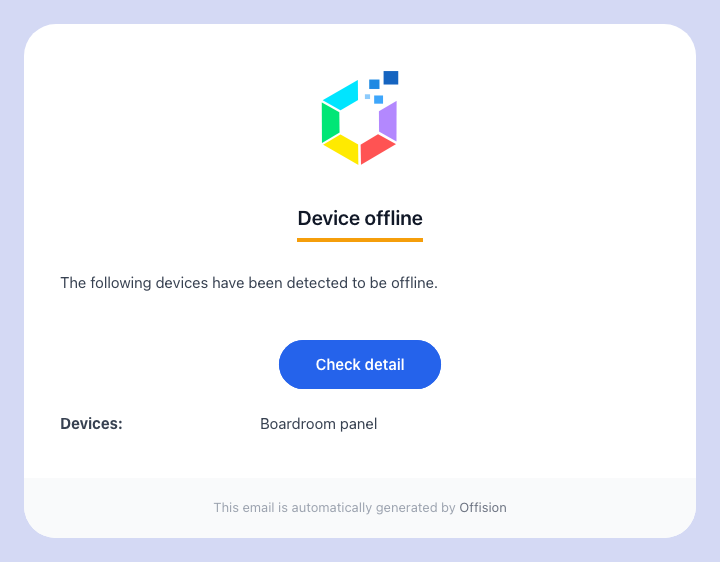 Device offline
The following devices have been detected to be offline.
Check detail
Devices: Boardroom panel
This email is automatically generated by Offision